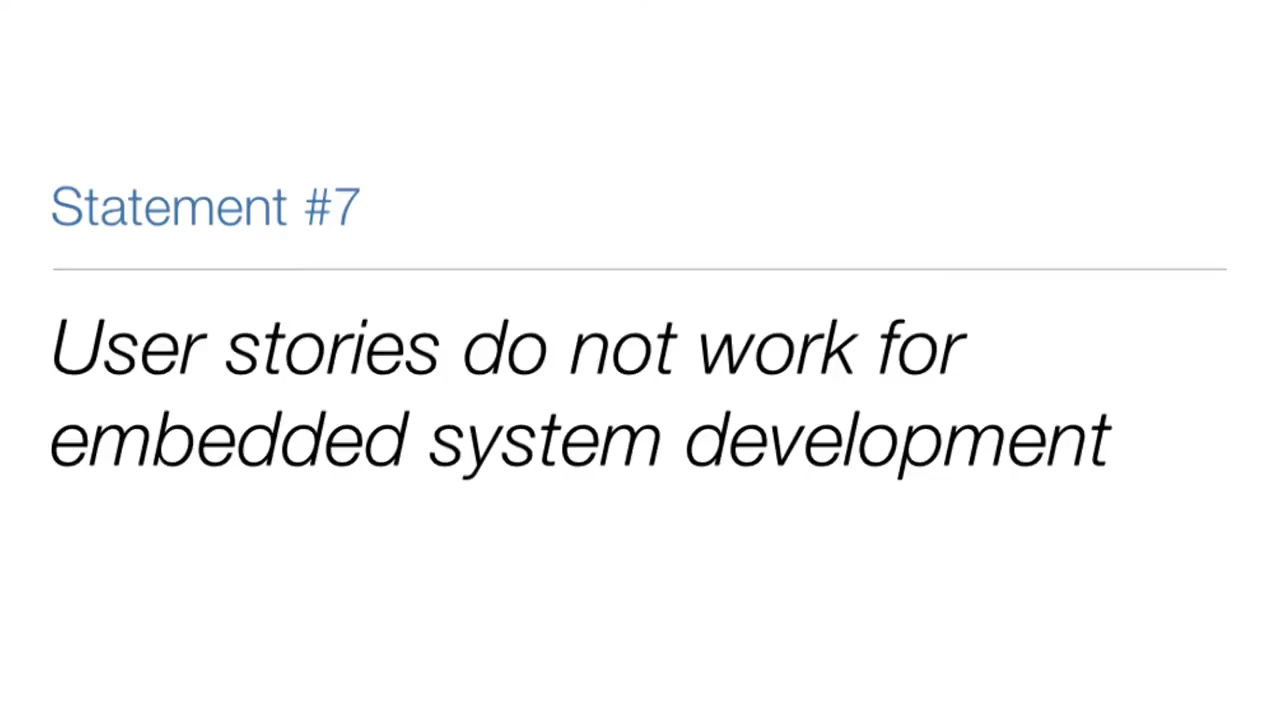 Statement #7
User stories do not work for
embedded system development